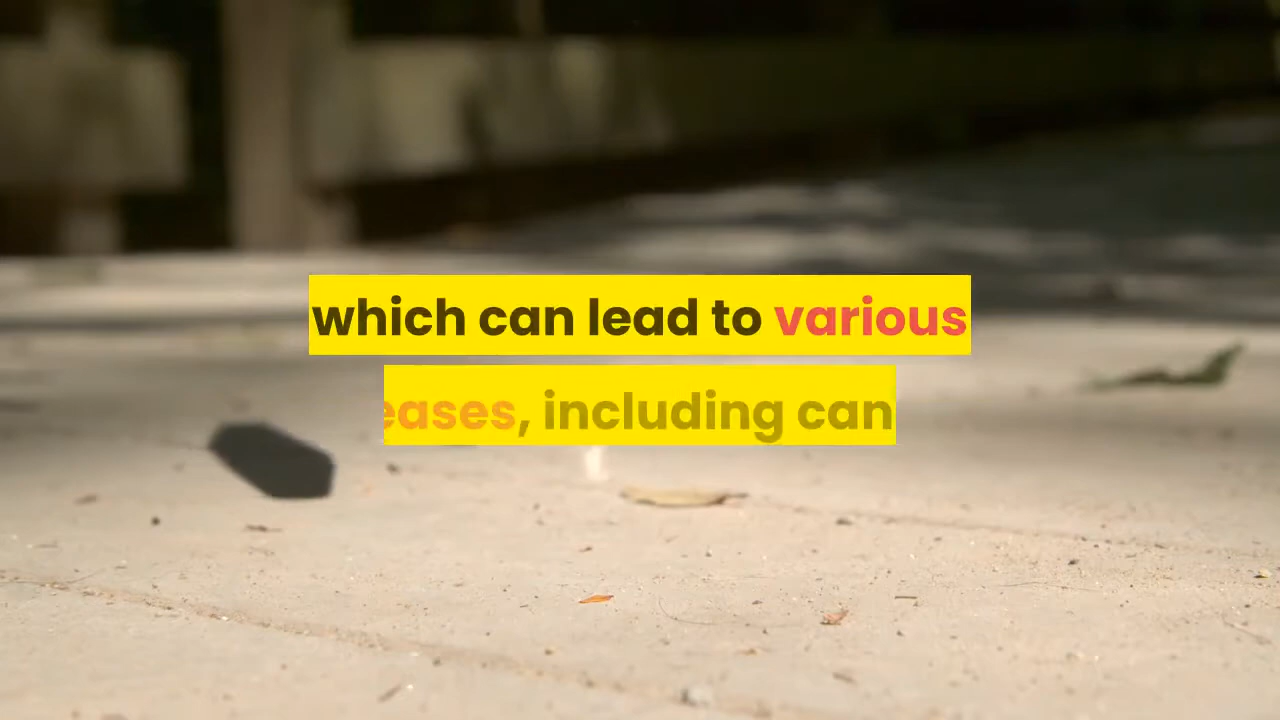 which can lead to various
eases, including can